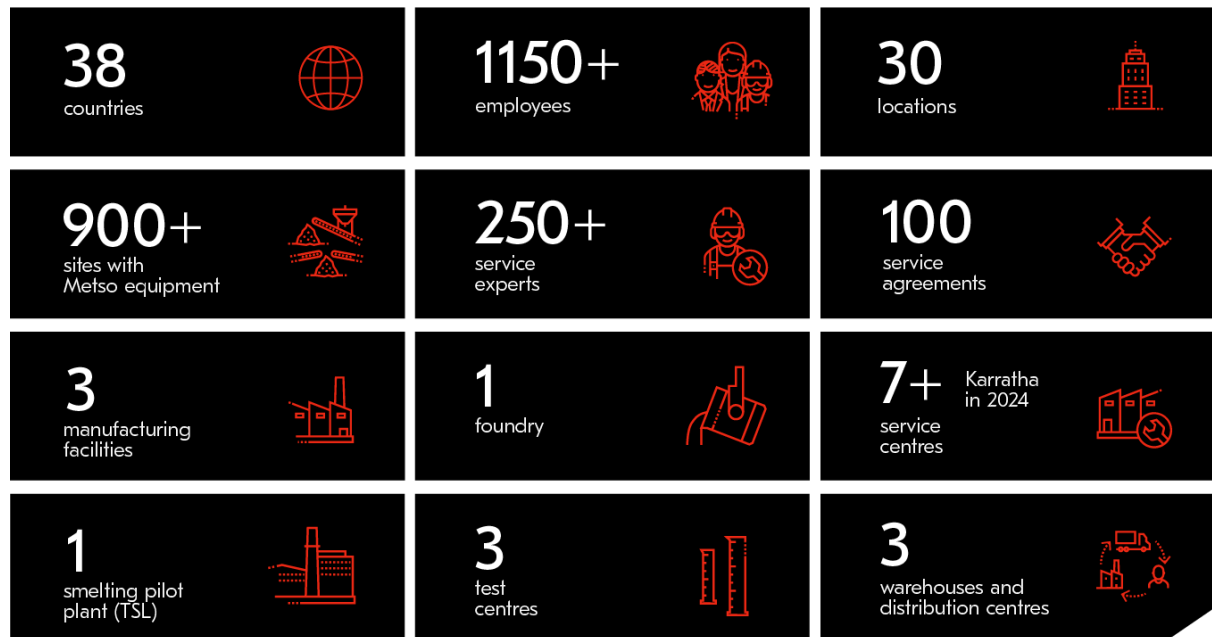 38
countries
1150+
employees
30
locations
900+
sites with
Metso equipment
250+
service
experts
100
service
agreements
3
manufacturing
facilities
1
foundry
7+
service
centres
Karratha
in 2024
1
smelting pilot
plant (TSL)
3
test
centres
3
warehouses and
distribution centres